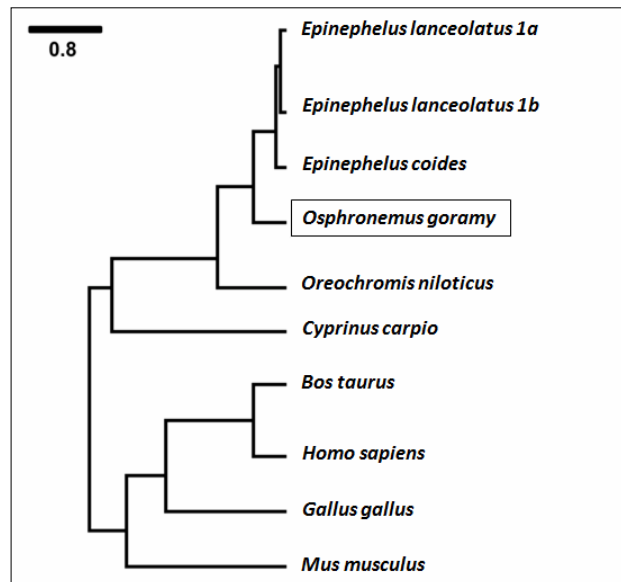 Epinephelus lanceolatus 1a
0.8
Epinephelus lanceolatus 1b
Epinephelus coides
Osphronemus goramy
Oreochromis niloticus
Cyprinus carpio
Bos taurus
Homo sapiens
Gallus gallus
Mus musculus